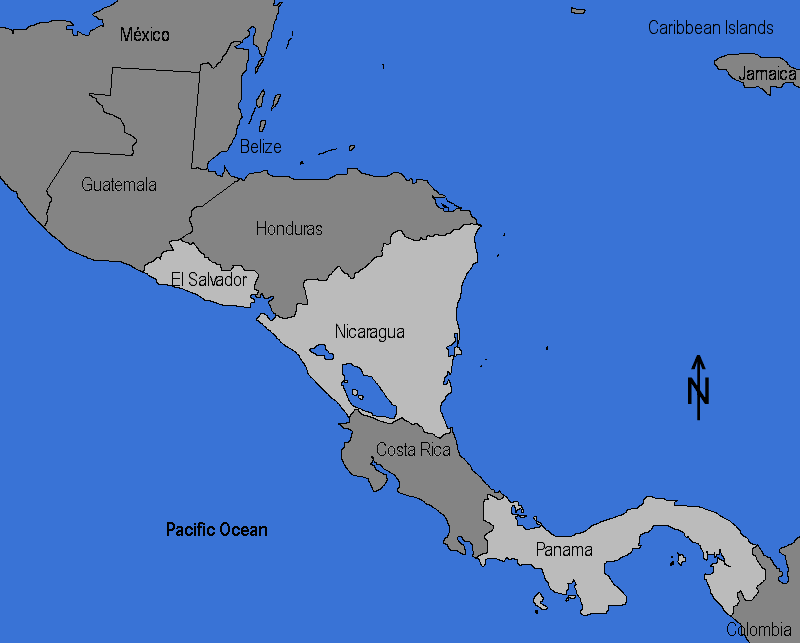 Caribbean Islands
México
Jamaica
Belize
Guatemala
Honduras
El Salvador
Nicaragua
N
Costa Rica
Pacific Ocean
Panama
Colombia